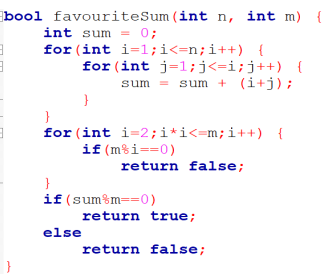 bool favouriteSum(int n, int m) {
    int sum = 0;
    for(int i=1;i<=n;i++) {
        for(int j=1;j<=i;j++) {
            sum = sum + (i+j);
        }
    }
    for(int i=2;i*i<=m;i++) {
        if(m%i==0)
            return false;
    }
    if(sum%m==0)
        return true;
    else
        return false;
}